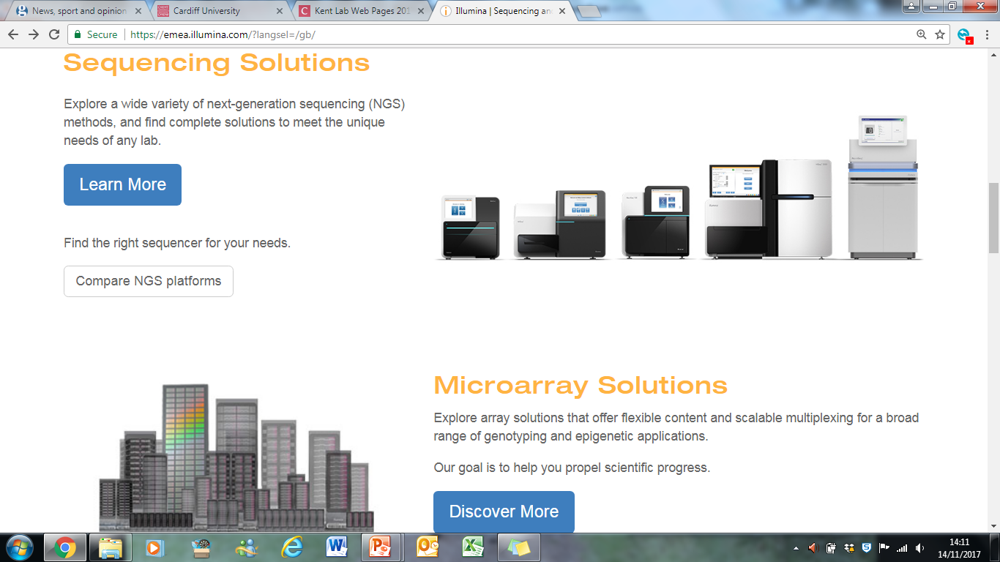 News, sport and opinion
Cardiff University
Kent Lab Web Pages 201
Illumina | Sequencing an
Secure
https://emea.illumina.com/?langsel=/gb/
Sequencing Solutions
Explore a wide variety of next-generation sequencing (NGS)
methods, and find complete solutions to meet the unique
needs of any lab.
Learn More
Find the right sequencer for your needs.
Compare NGS platforms
Microarray Solutions
Explore array solutions that offer flexible content and scalable multiplexing for a broad
range of genotyping and epigenetic applications.
Our goal is to help you propel scientific progress.
Discover More
14:11
14/11/2017